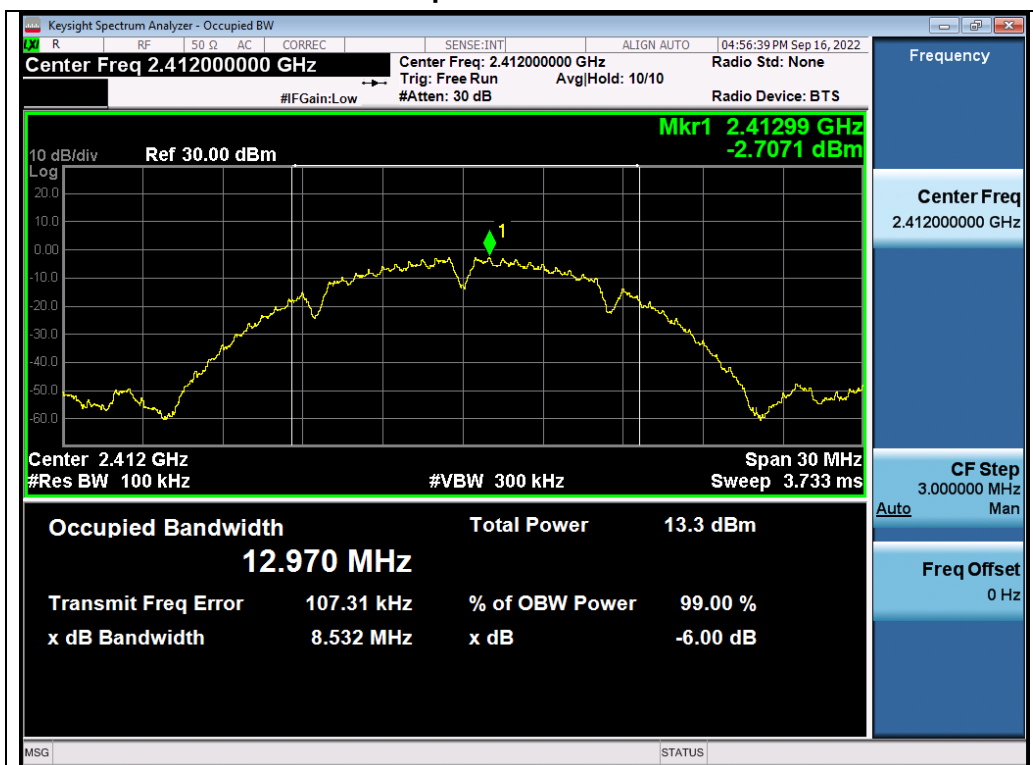 Keysight Spectrum Analyzer - Occupied BW
LXI R RF 50 Ω AC CORREC SENSE:INT ALIGN AUTO 04:56:39 PM Sep 16, 2022
Center Freq 2.412000000 GHz Center Freq: 2.412000000 GHz Radio Std: None
Trig: Free Run Avg|Hold: 10/10
#IFGain:Low #Atten: 30 dB Radio Device: BTS
Mkr1 2.41299 GHz
-2.7071 dBm
10 dB/div Ref 30.00 dBm
Log
20.0
10.0
0.00
-10.0
-20.0
-30.0
-40.0
-50.0
-60.0
1
Center 2.412 GHz Span 30 MHz
#Res BW 100 kHz #VBW 300 kHz Sweep 3.733 ms
Occupied Bandwidth Total Power 13.3 dBm
12.970 MHz
Transmit Freq Error 107.31 kHz % of OBW Power 99.00 %
x dB Bandwidth 8.532 MHz x dB -6.00 dB
Frequency
Center Freq
2.412000000 GHz
CF Step
3.000000 MHz
Auto Man
Freq Offset
0 Hz
MSG STATUS